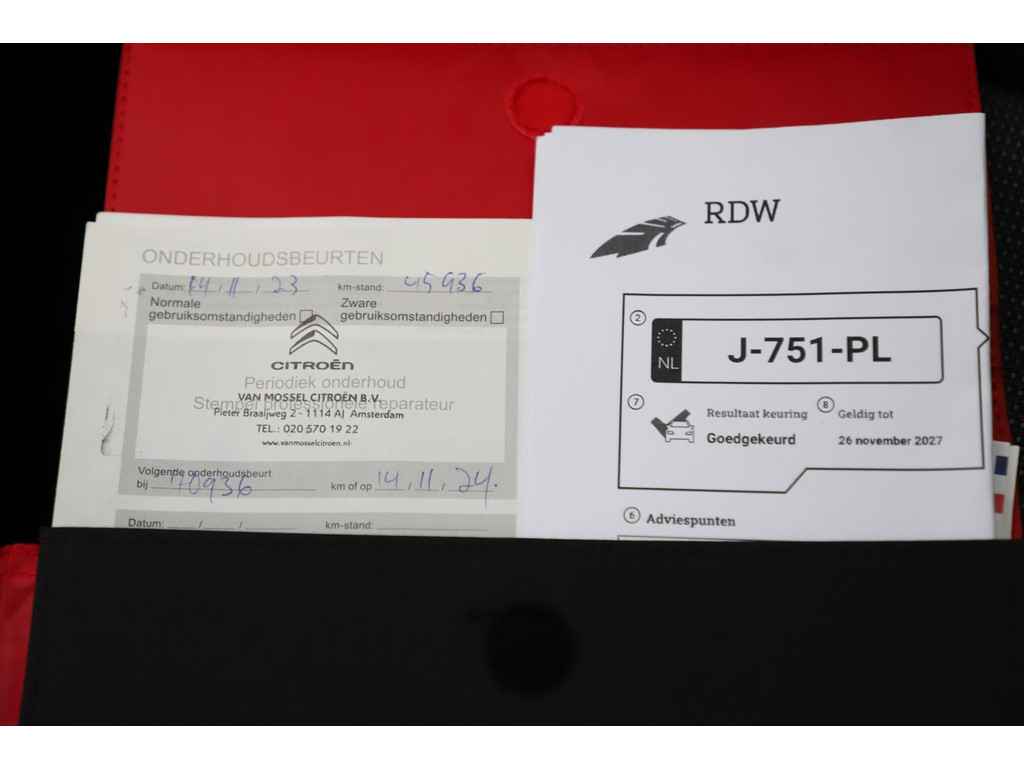 ONDERHOUDSBEURTEN
Datum: 14.11.23 km-stand: 45936
Normale gebruiksomstandigheden
Zware gebruiksomstandigheden
CITROËN
Periodiek onderhoud
VAN MOSSEL CITROËN B.V.
Stempel professionele reparateur
Pieter Braaijweg 2 - 1114 AJ Amsterdam
TEL.: 020 570 19 22
www.vanmosselcitroen.nl
Volgende onderhoudsbeurt
bij 70936 km of op 14.11.24.
Datum: / / km-stand:
RDW
2
NL J-751-PL
7 Resultaat keuring
Goedgekeurd
8 Geldig tot
26 november 2027
6 Adviespunten